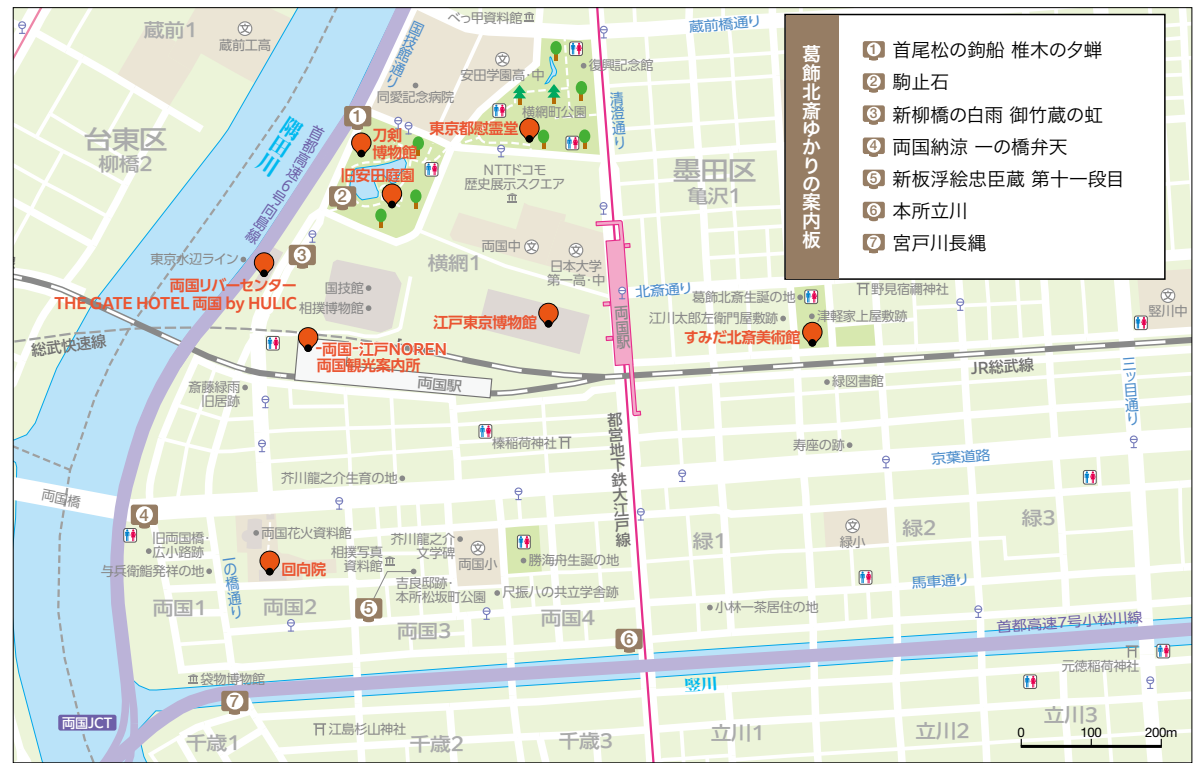 べっ甲資料館
蔵前橋通り
蔵前1
文
蔵前工高
国技館通り
文
安田学園高・中
復興記念館
同愛記念病院
横網町公園
清澄通り
東京都慰霊堂
1
刀剣
博物館
台東区
柳橋2
隅田川
首都高速6号向島線
旧安田庭園
2
NTTドコモ
歴史展示スクエア
墨田区
亀沢1
葛飾北斎ゆかりの案内板
1 首尾松の鉤船 椎木の夕蝉
2 駒止石
3 新柳橋の白雨 御竹蔵の虹
4 両国納涼 一の橋弁天
5 新板浮絵忠臣蔵 第十一段目
6 本所立川
7 宮戸川長縄
両国中 文
文
日本大学
第一高・中
横網1
東京水辺ライン
3
両国リバーセンター
THE GATE HOTEL 両国 by HULIC
国技館
相撲博物館
江戸東京博物館
両国駅
北斎通り
葛飾北斎生誕の地
野見宿禰神社
江川太郎左衛門屋敷跡
津軽家上屋敷跡
すみだ北斎美術館
文
竪川中
総武快速線
-両国-江戸NOREN
両国観光案内所
両国駅
JR総武線
三ッ目通り
斎藤緑雨
旧居跡
緑図書館
榛稲荷神社
都営地下鉄大江戸線
寿座の跡
京葉道路
芥川龍之介生育の地
両国橋
4
旧両国橋・
広小路跡
両国花火資料館
芥川龍之介
文学碑
相撲写真
資料館
文
両国小
勝海舟生誕の地
緑1
文
緑小
緑2
緑3
与兵衛鮨発祥の地
一の橋通り
回向院
吉良邸跡・
本所松坂町公園
尺振八の共立学舎跡
馬車通り
両国1
両国2
5
両国3
両国4
小林一茶居住の地
6
首都高速7号小松川線
元徳稲荷神社
袋物博物館
7
竪川
両国JCT
千歳1
江島杉山神社
千歳2
千歳3
立川1
立川2
立川3
0 100 200m